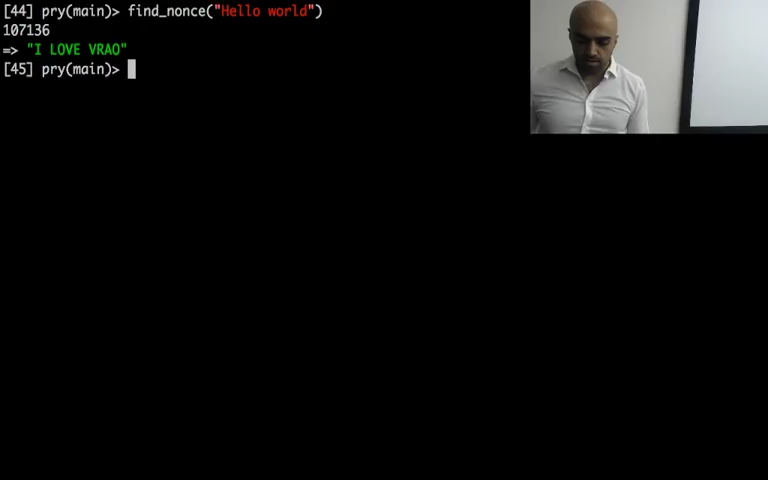 [44] pry(main)> find_nonce("Hello world")
107136
=> "I LOVE VRAO"
[45] pry(main)>